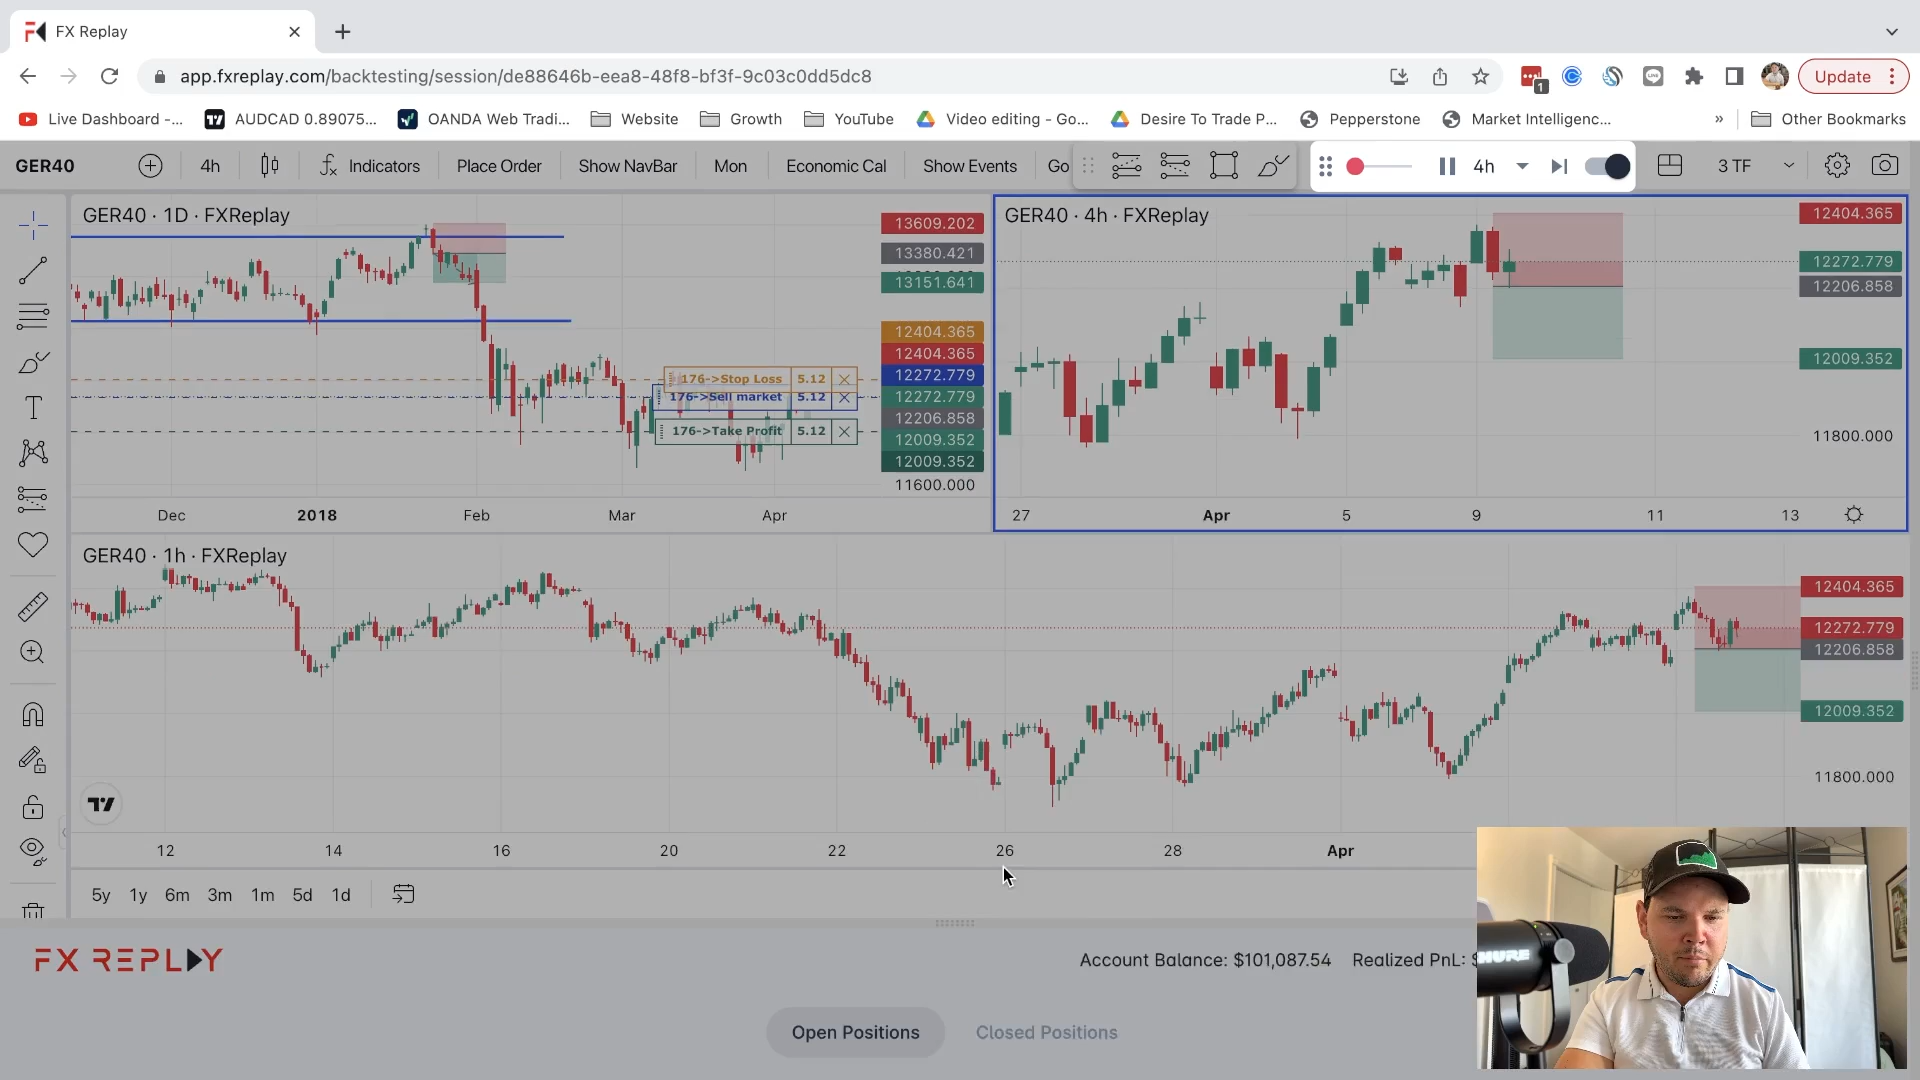 FX Replay
app.fxreplay.com/backtesting/session/de88646b-eea8-48f8-bf3f-9c03c0dd5dc8
1
Update
Live Dashboard -... AUDCAD 0.89075... OANDA Web Tradi... Website Growth YouTube Video editing - Go... Desire To Trade P... Pepperstone Market Intelligenc... » Other Bookmarks
GER40 4h Indicators Place Order Show NavBar Mon Economic Cal Show Events Go 4h 3 TF
GER40 · 1D · FXReplay
13609.202
13380.421
13151.641
12404.365
12404.365
12272.779
12272.779
12206.858
12009.352
12009.352
11600.000
176->Stop Loss 5.12
176->Sell market 5.12
176->Take Profit 5.12
Dec 2018 Feb Mar Apr
GER40 · 4h · FXReplay
12404.365
12272.779
12206.858
12009.352
11800.000
27 Apr 5 9 11 13
GER40 · 1h · FXReplay
12404.365
12272.779
12206.858
12009.352
11800.000
12 14 16 20 22 26 28 Apr
5y 1y 6m 3m 1m 5d 1d
FX REPLAY
Account Balance: $101,087.54 Realized PnL:
Open Positions Closed Positions
SHURE